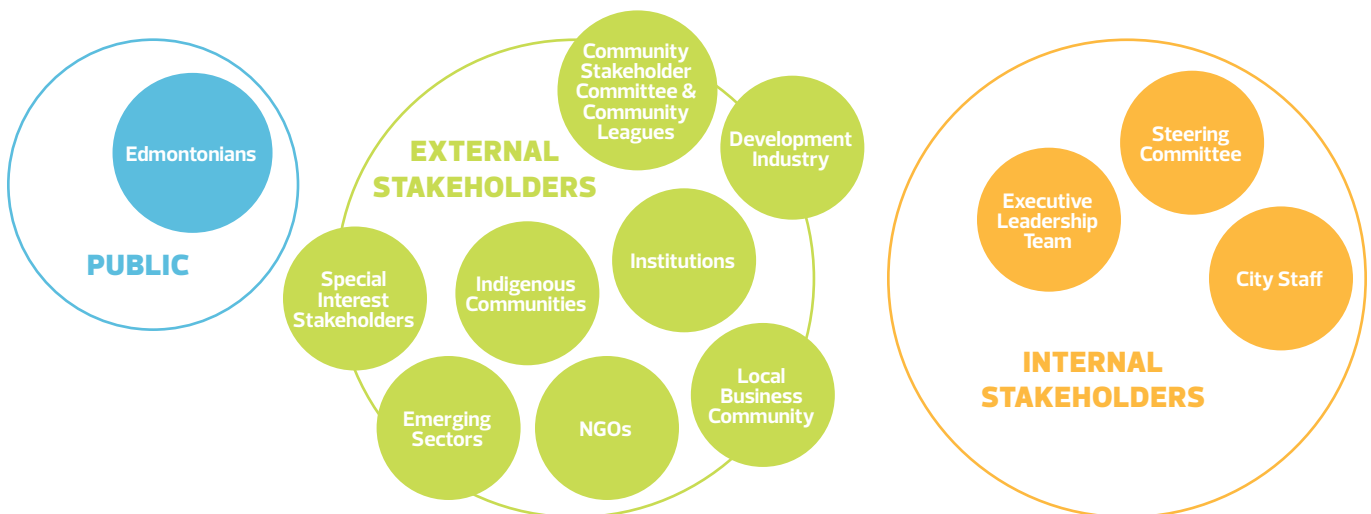 Edmontonians
PUBLIC
EXTERNAL
STAKEHOLDERS
Community
Stakeholder
Committee &
Community
Leagues
Development
Industry
Special
Interest
Stakeholders
Indigenous
Communities
Institutions
Emerging
Sectors
NGOs
Local
Business
Community
Executive
Leadership
Team
Steering
Committee
City Staff
INTERNAL
STAKEHOLDERS